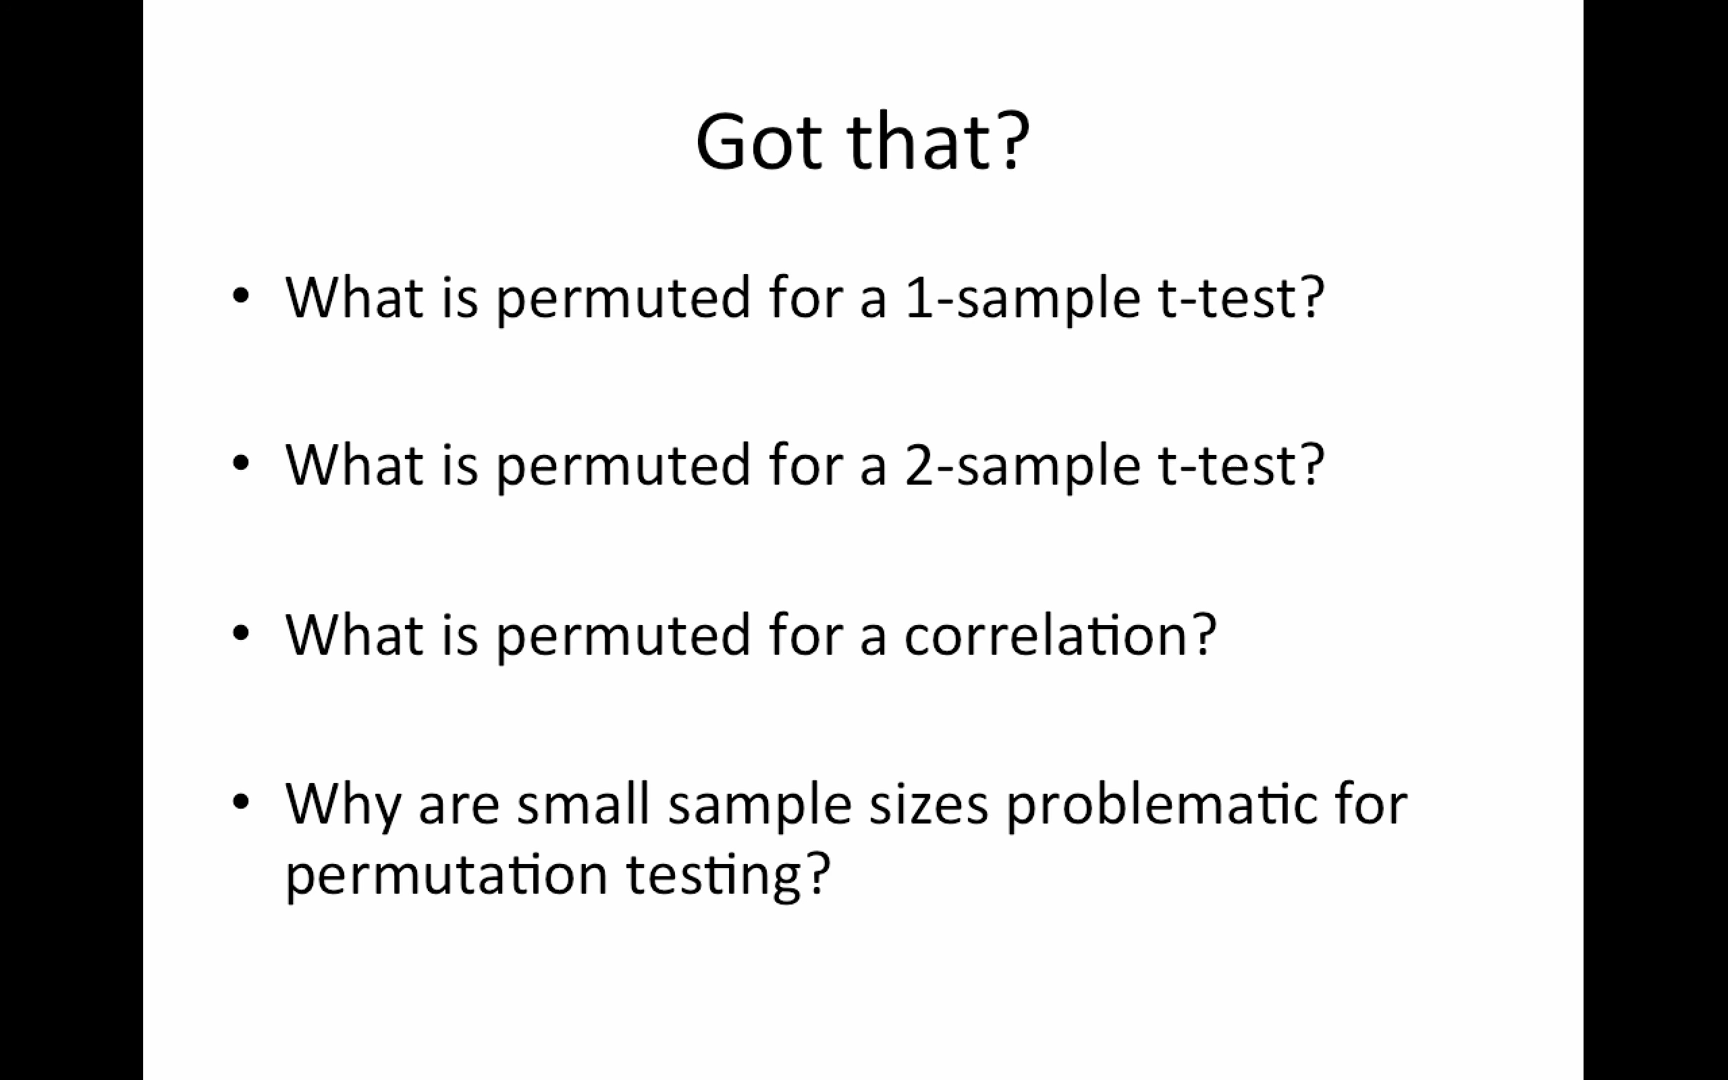 Got that?
• What is permuted for a 1-sample t-test?
• What is permuted for a 2-sample t-test?
• What is permuted for a correlation?
• Why are small sample sizes problematic for
permutation testing?